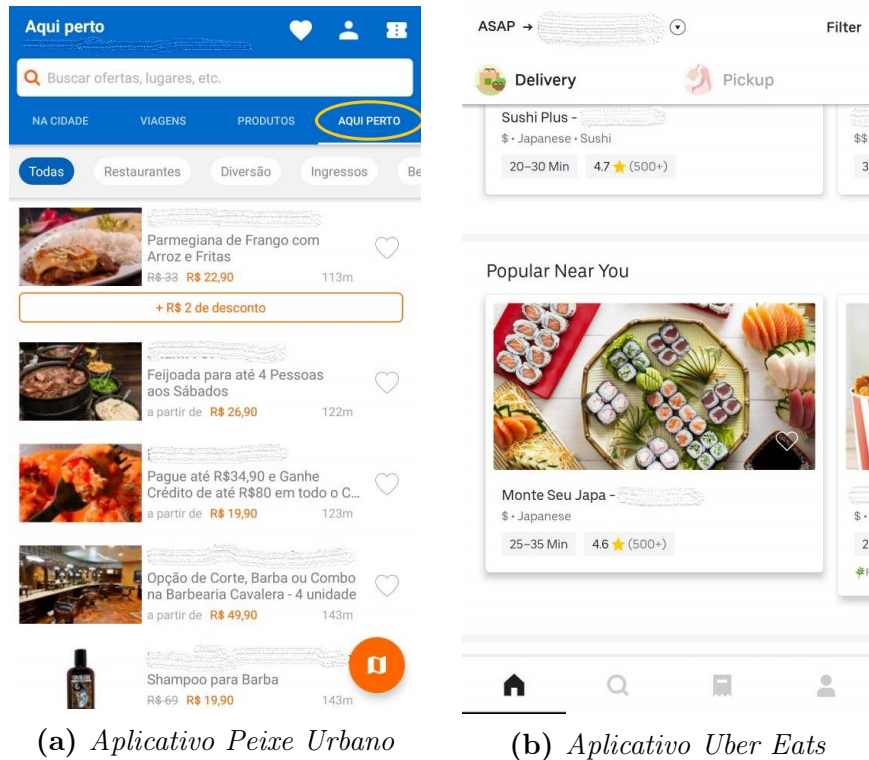 Aqui perto
Buscar ofertas, lugares, etc.
NA CIDADE VIAGENS PRODUTOS AQUI PERTO
Todas Restaurantes Diversão Ingressos Be
Parmegiana de Frango com
Arroz e Fritas
R$ 33 R$ 22,90 113m
+ R$ 2 de desconto
Feijoada para até 4 Pessoas
aos Sábados
a partir de R$ 26,90 122m
Pague até R$34,90 e Ganhe
Crédito de até R$80 em todo o C...
a partir de R$ 19,90 123m
Opção de Corte, Barba ou Combo
na Barbearia Cavalera - 4 unidade
a partir de R$ 49,90 143m
Shampoo para Barba
R$ 69 R$ 19,90 143m
(a) Aplicativo Peixe Urbano
ASAP → Filter
Delivery Pickup
Sushi Plus -
$ • Japanese • Sushi $$
20–30 Min 4.7 ★ (500+) 3
Popular Near You
Monte Seu Japa -
$ • Japanese $ •
25–35 Min 4.6 ★ (500+) 2
(b) Aplicativo Uber Eats